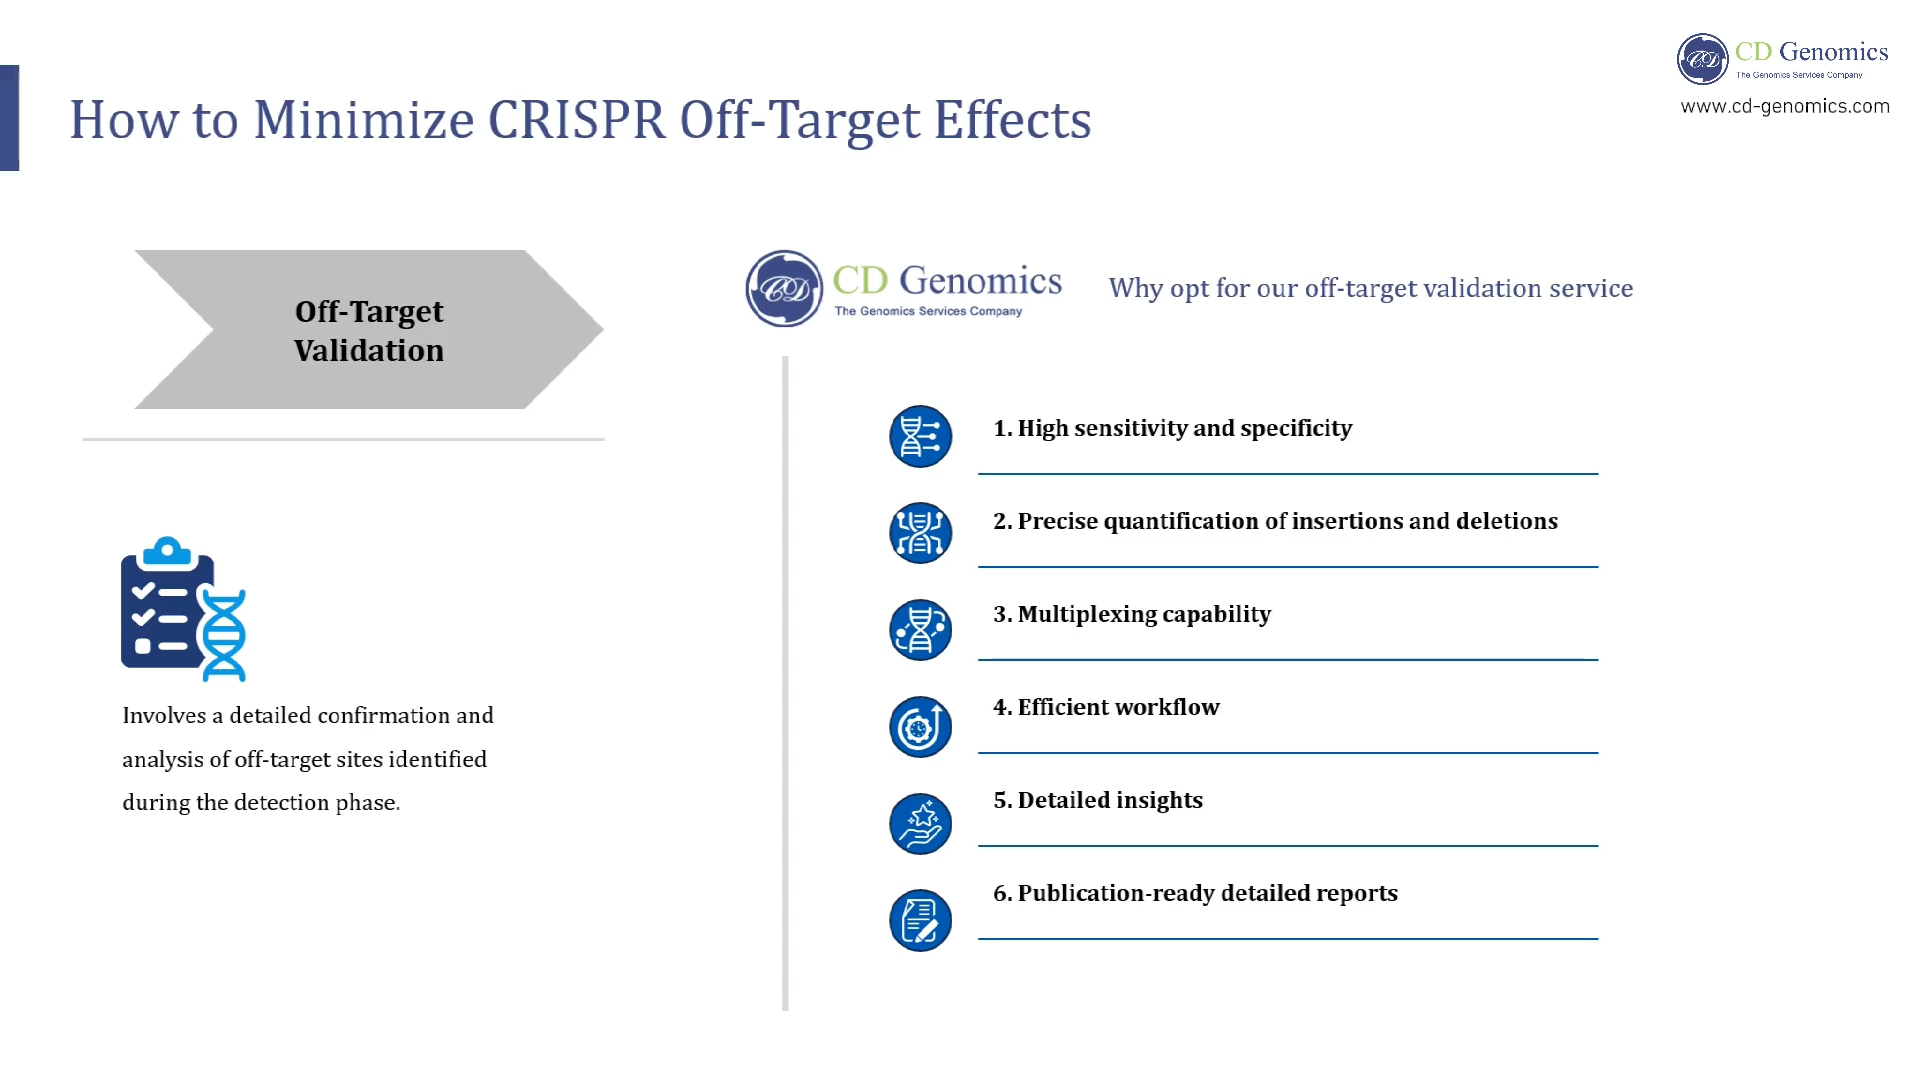 CD Genomics
The Genomics Services Company
www.cd-genomics.com
How to Minimize CRISPR Off-Target Effects
Off-Target
Validation
Involves a detailed confirmation and
analysis of off-target sites identified
during the detection phase.
CD Genomics
The Genomics Services Company
Why opt for our off-target validation service
1. High sensitivity and specificity
2. Precise quantification of insertions and deletions
3. Multiplexing capability
4. Efficient workflow
5. Detailed insights
6. Publication-ready detailed reports